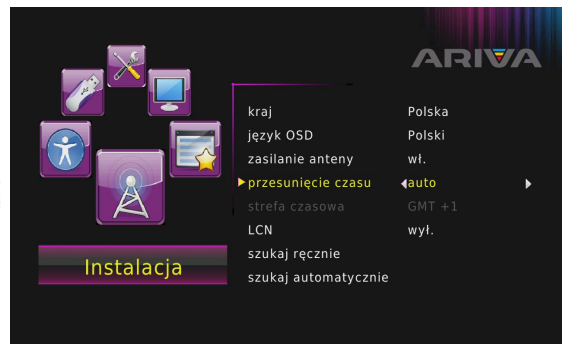 ARIVA
kraj Polska
język OSD Polski
zasilanie anteny wł.
przesunięcie czasu auto
strefa czasowa GMT +1
LCN wył.
szukaj ręcznie
szukaj automatycznie
Instalacja